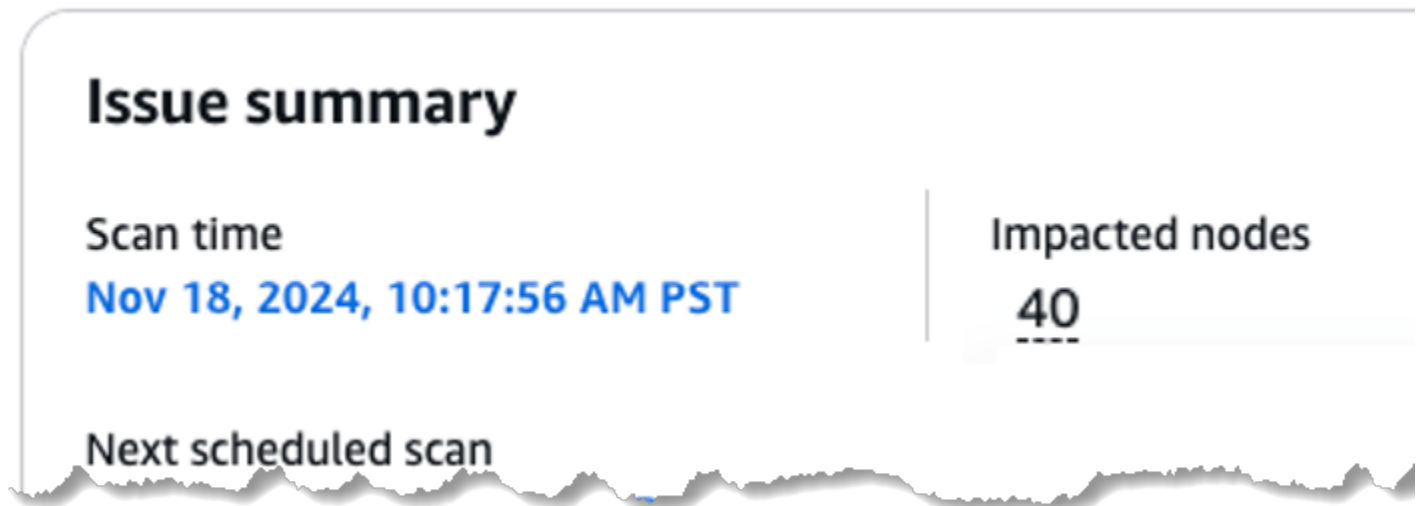 Issue summary
Scan time
Nov 18, 2024, 10:17:56 AM PST
Impacted nodes
40
Next scheduled scan